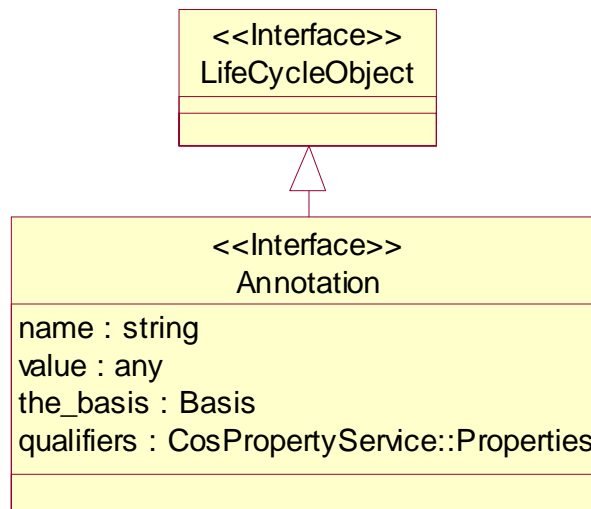 <<Interface>>
LifeCycleObject
<<Interface>>
Annotation
name : string
value : any
the_basis : Basis
qualifiers : CosPropertyService::Properties